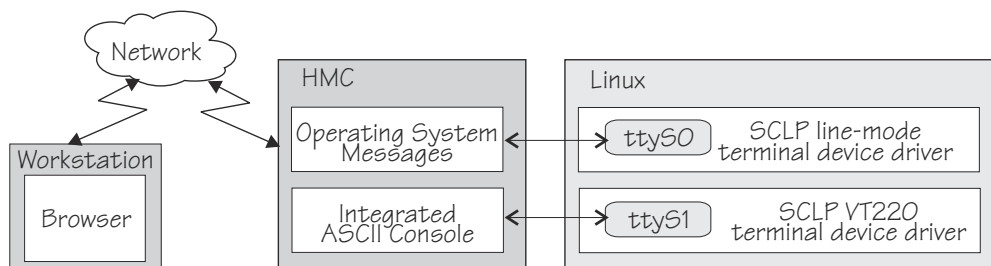 Network
Workstation
Browser
HMC
Operating System
Messages
Integrated
ASCII Console
Linux
ttyS0
SCLP line-mode
terminal device driver
ttyS1
SCLP VT220
terminal device driver